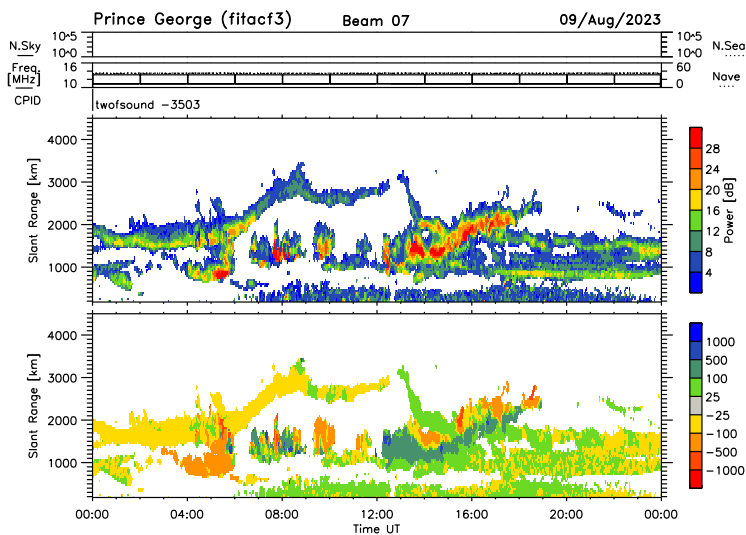 Prince George (fitacf3) Beam 07 09/Aug/2023
10^5 10^5
N.Sky N.Sea
10^0 10^0
Freq. 16 60
[MHz] Nave
10 0
CPID twofsound -3503
4000
3000
2000
1000
Slant Range [km]
28
24
20
16
12
8
4
Power [dB]
4000
3000
2000
1000
Slant Range [km]
1000
500
100
25
-25
-100
-500
-1000
00:00 04:00 08:00 12:00 16:00 20:00 00:00
Time UT